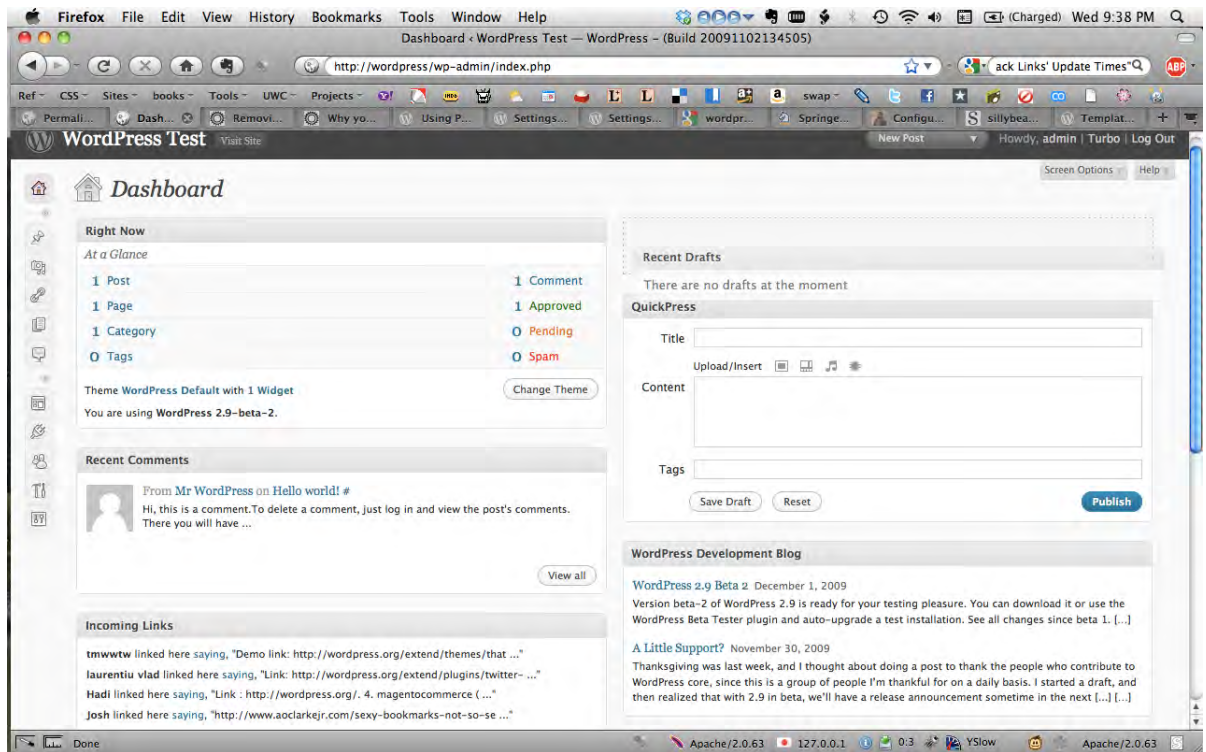 Firefox File Edit View History Bookmarks Tools Window Help (Charged) Wed 9:38 PM
Dashboard ‹ WordPress Test — WordPress – (Build 20091102134505)
http://wordpress/wp-admin/index.php ack Links' Update Times"Q ABP
Ref CSS Sites books Tools UWC Projects swap
Permali... Dash... Removi... Why yo... Using P... Settings... Settings... wordpr... Springe... Configu... sillybea... Templat...
WordPress Test Visit Site New Post Howdy, admin | Turbo | Log Out
Screen Options Help
Dashboard
Right Now
At a Glance
1 Post 1 Comment
1 Page 1 Approved
1 Category 0 Pending
0 Tags 0 Spam
Theme WordPress Default with 1 Widget Change Theme
You are using WordPress 2.9-beta-2.
Recent Comments
From Mr WordPress on Hello world! #
Hi, this is a comment.To delete a comment, just log in and view the post's comments.
There you will have ...
View all
Incoming Links
tmwwtw linked here saying, "Demo link: http://wordpress.org/extend/themes/that ..."
laurentiu vlad linked here saying, "Link: http://wordpress.org/extend/plugins/twitter- ..."
Hadi linked here saying, "Link : http://wordpress.org/. 4. magentocommerce ( ..."
Josh linked here saying, "http://www.aoclarkejr.com/sexy-bookmarks-not-so-se ..."
Recent Drafts
There are no drafts at the moment
QuickPress
Title
Upload/Insert
Content
Tags
Save Draft Reset Publish
WordPress Development Blog
WordPress 2.9 Beta 2 December 1, 2009
Version beta-2 of WordPress 2.9 is ready for your testing pleasure. You can download it or use the
WordPress Beta Tester plugin and auto-upgrade a test installation. See all changes since beta 1. [...]
A Little Support? November 30, 2009
Thanksgiving was last week, and I thought about doing a post to thank the people who contribute to
WordPress core, since this is a group of people I'm thankful for on a daily basis. I started a draft, and
then realized that with 2.9 in beta, we'll have a release announcement sometime in the next [...] [...]
Done Apache/2.0.63 127.0.0.1 0:3 YSlow Apache/2.0.63